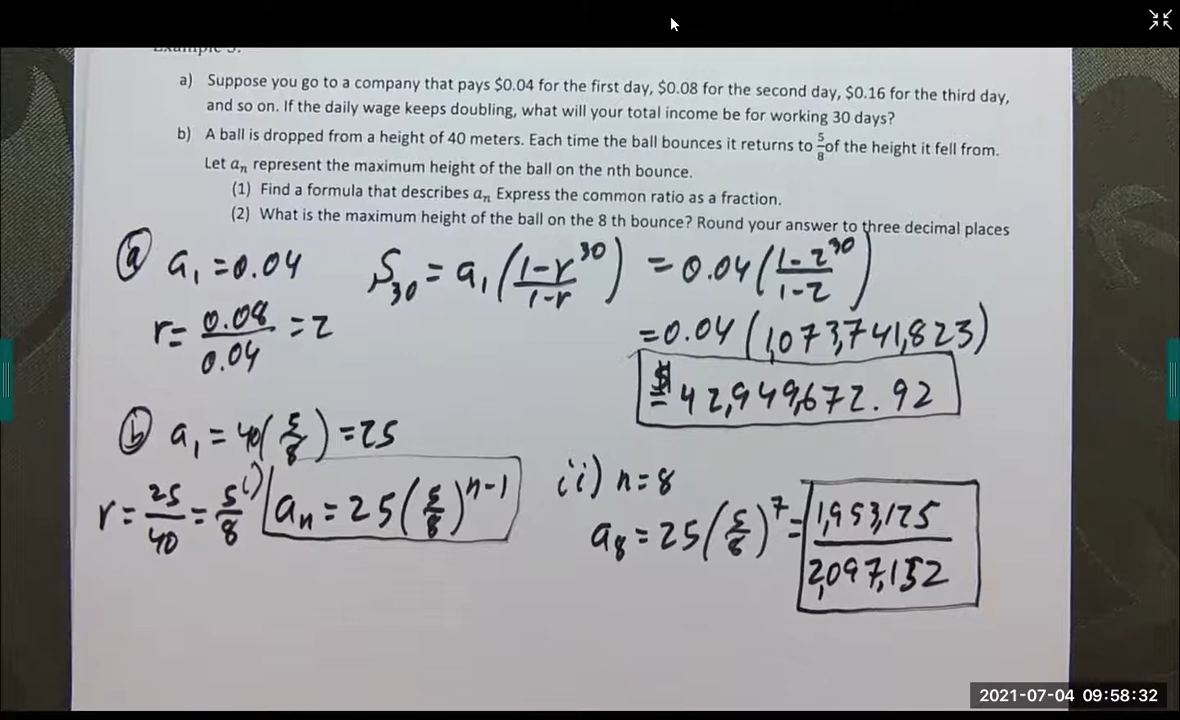 Example 5:
a) Suppose you go to a company that pays $0.04 for the first day, $0.08 for the second day, $0.16 for the third day,
and so on. If the daily wage keeps doubling, what will your total income be for working 30 days?
b) A ball is dropped from a height of 40 meters. Each time the ball bounces it returns to 5/8 of the height it fell from.
Let aₙ represent the maximum height of the ball on the nth bounce.
(1) Find a formula that describes aₙ Express the common ratio as a fraction.
(2) What is the maximum height of the ball on the 8 th bounce? Round your answer to three decimal places
ⓐ a₁ = 0.04
r = 0.08/0.04 = 2
S₃₀ = a₁ ((1-r³⁰)/(1-r)) = 0.04 ((1-2³⁰)/(1-2))
= 0.04 (1,073,741,823)
= $42,949,672.92
ⓑ a₁ = 40(5/8) = 25
r = 25/40 = 5/8
i) aₙ = 25(5/8)ⁿ⁻¹
ii) n = 8
a₈ = 25(5/8)⁷ = 1,953,125/2,097,152
2021-07-04 09:58:32